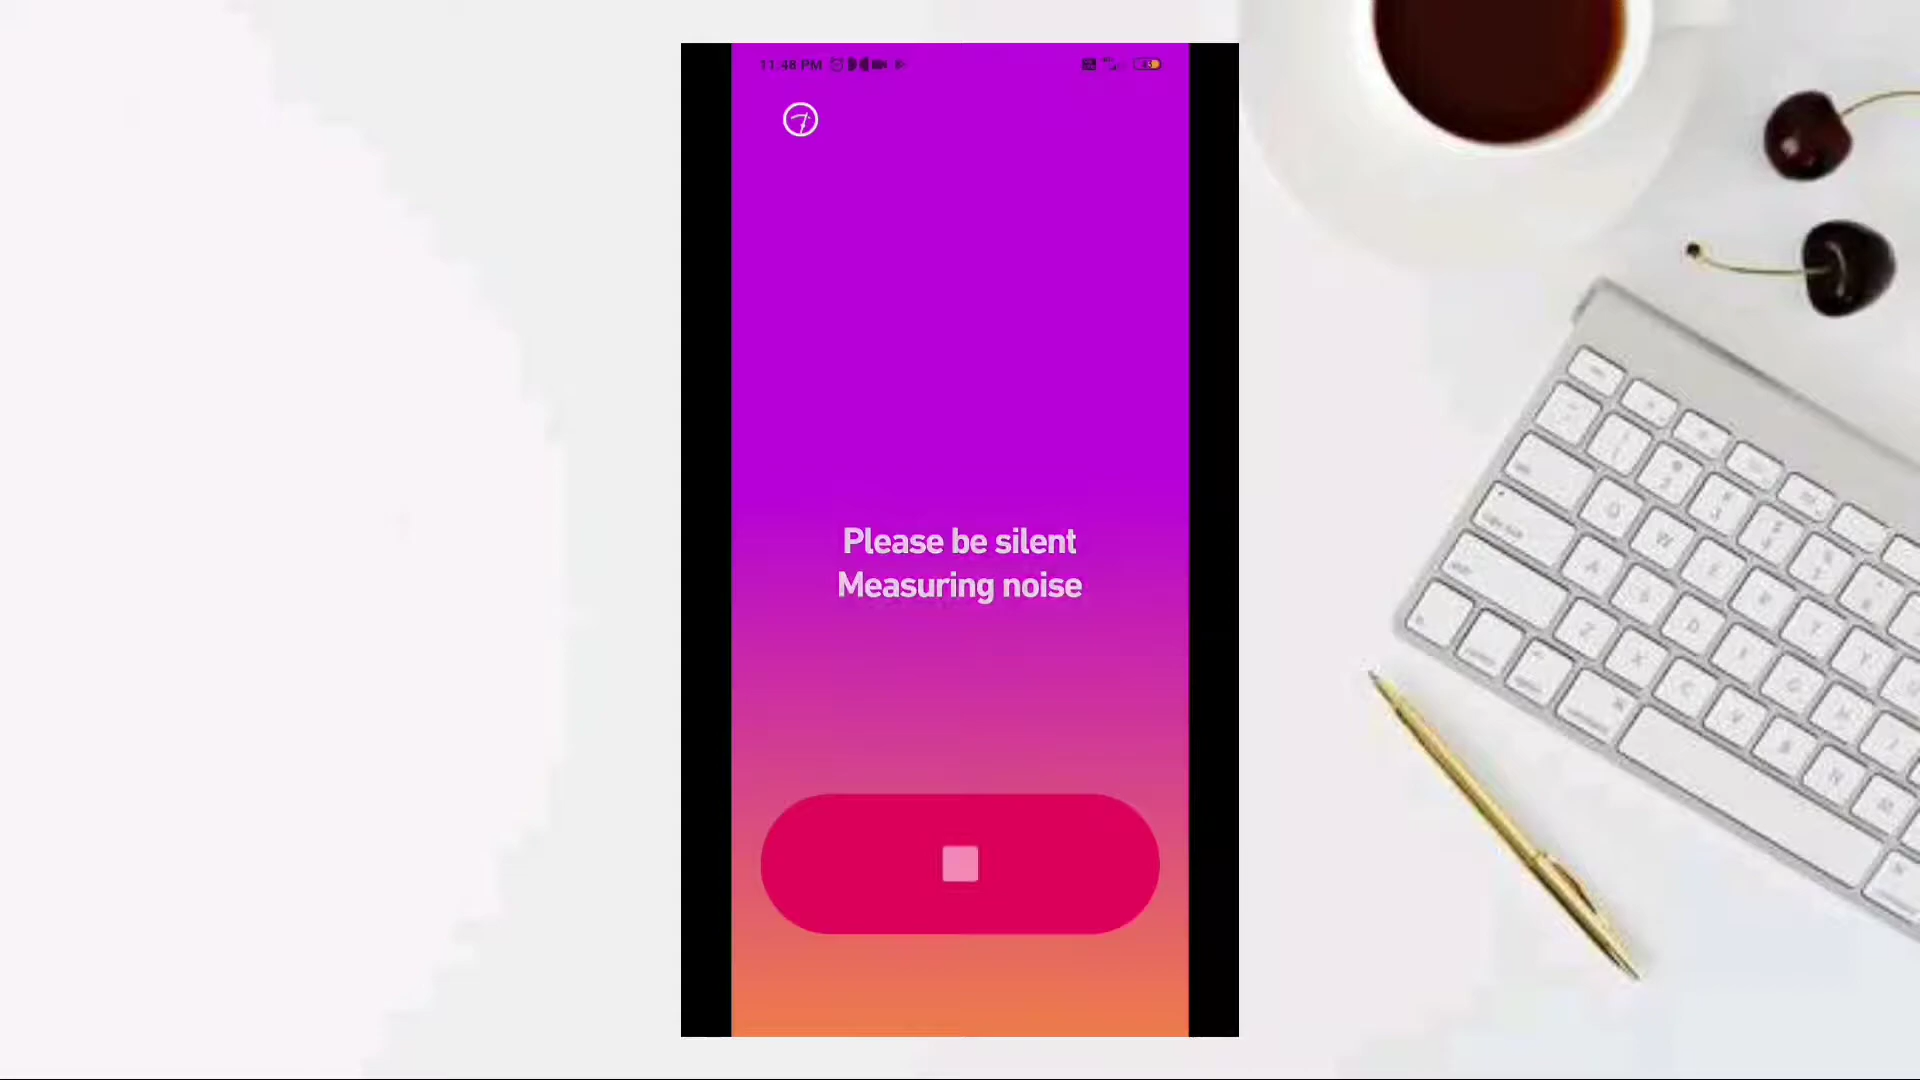 11:48 PM
Please be silent
Measuring noise